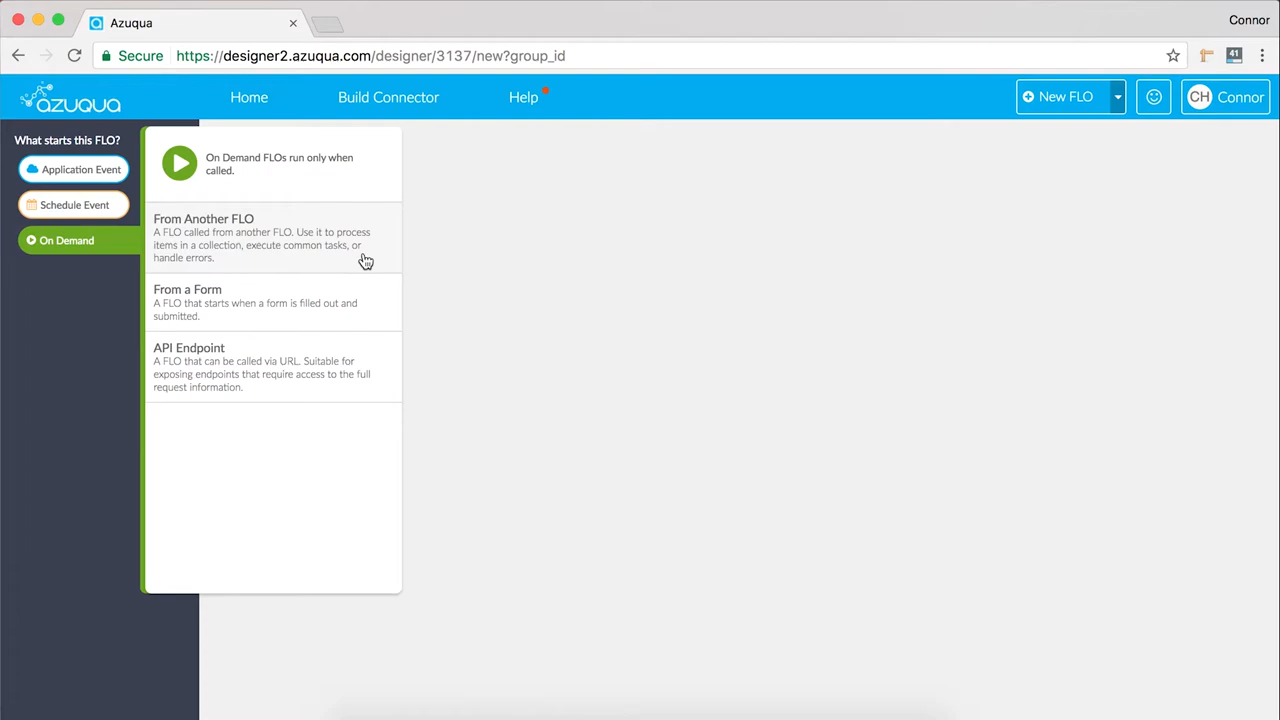 Azuqua
Connor
Secure
https://designer2.azuqua.com/designer/3137/new?group_id
41
azuqua
Home
Build Connector
Help
New FLO
CH
Connor
What starts this FLO?
Application Event
Schedule Event
On Demand
On Demand FLOs run only when
called.
From Another FLO
A FLO called from another FLO. Use it to process
items in a collection, execute common tasks, or
handle errors.
From a Form
A FLO that starts when a form is filled out and
submitted.
API Endpoint
A FLO that can be called via URL. Suitable for
exposing endpoints that require access to the full
request information.